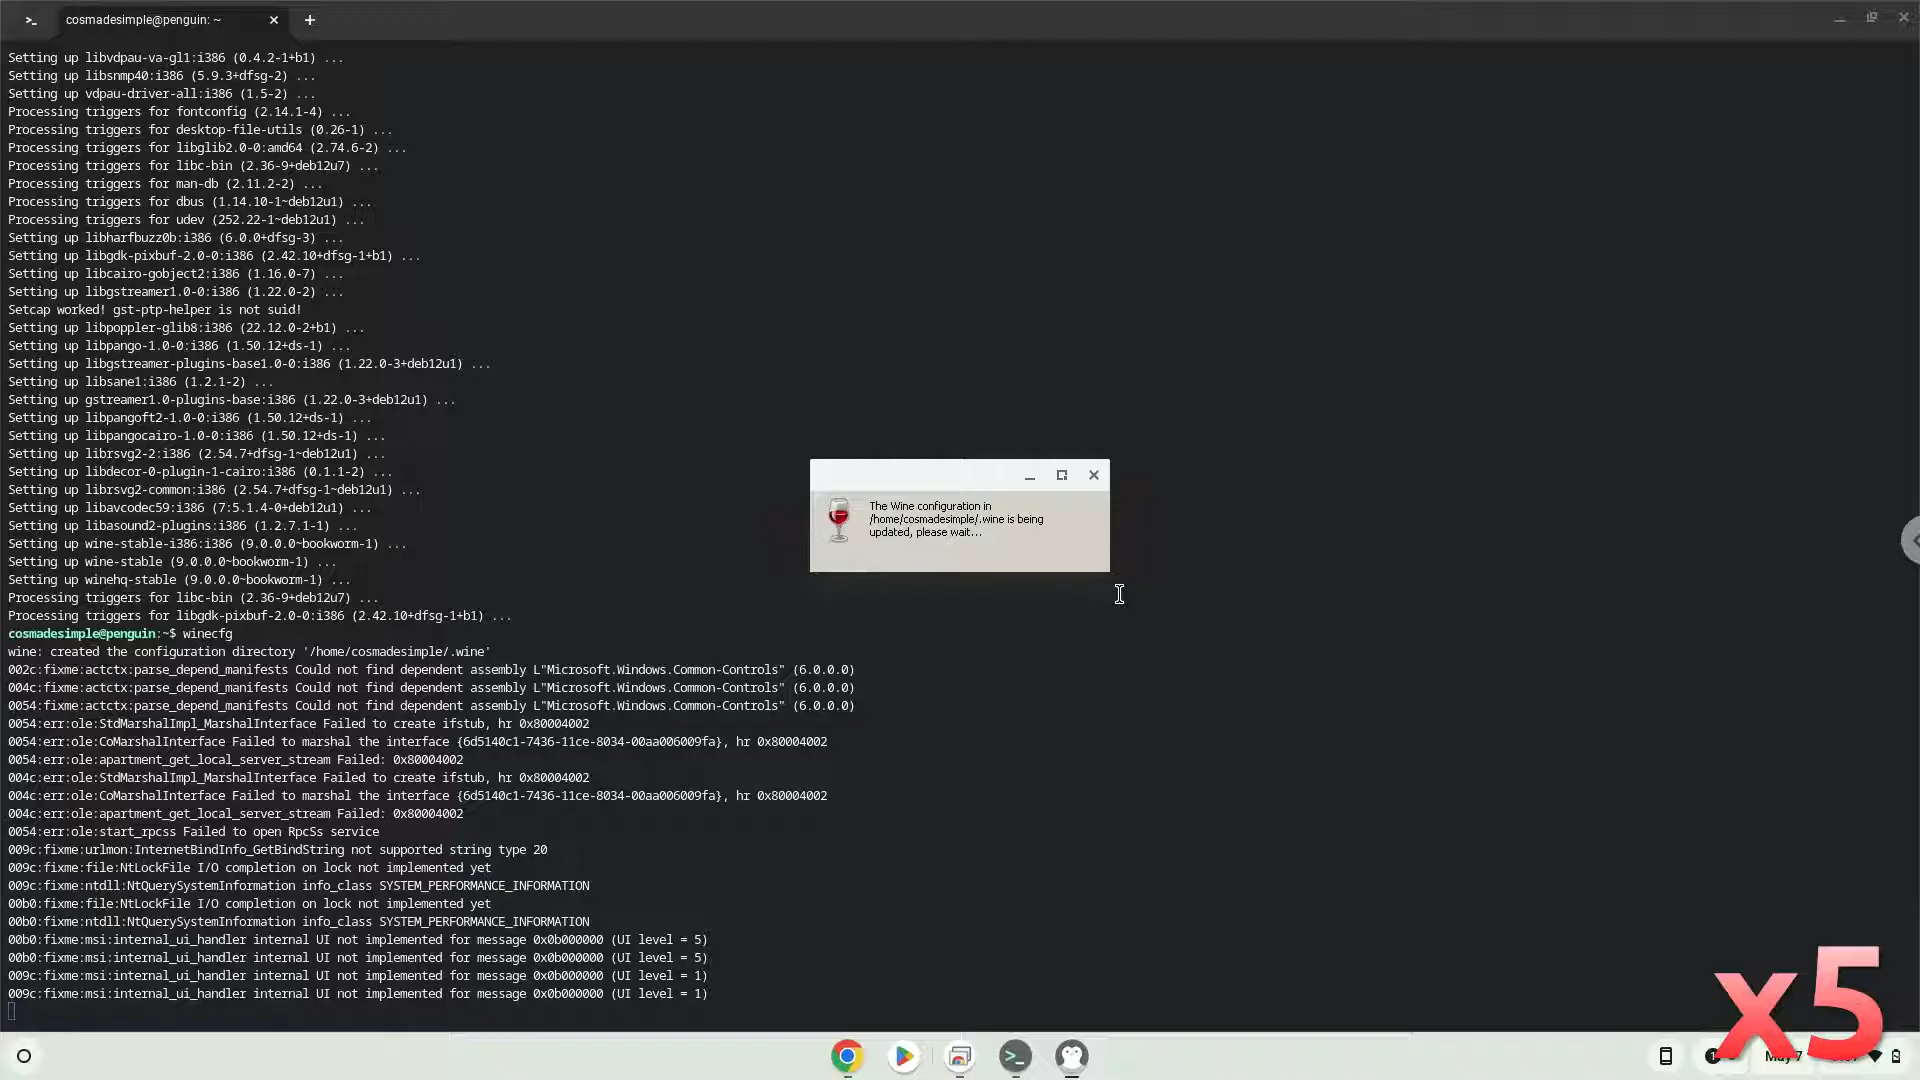 cosmadesimple@penguin: ~
Setting up libvdpau-va-gl1:i386 (0.4.2-1+b1) ...
Setting up libsnmp40:i386 (5.9.3+dfsg-2) ...
Setting up vdpau-driver-all:i386 (1.5-2) ...
Processing triggers for fontconfig (2.14.1-4) ...
Processing triggers for desktop-file-utils (0.26-1) ...
Processing triggers for libglib2.0-0:amd64 (2.74.6-2) ...
Processing triggers for libc-bin (2.36-9+deb12u7) ...
Processing triggers for man-db (2.11.2-2) ...
Processing triggers for dbus (1.14.10-1~deb12u1) ...
Processing triggers for udev (252.22-1~deb12u1) ...
Setting up libharfbuzz0b:i386 (6.0.0+dfsg-3) ...
Setting up libgdk-pixbuf-2.0-0:i386 (2.42.10+dfsg-1+b1) ...
Setting up libcairo-gobject2:i386 (1.16.0-7) ...
Setting up libgstreamer1.0-0:i386 (1.22.0-2) ...
Setcap worked! gst-ptp-helper is not suid!
Setting up libpoppler-glib8:i386 (22.12.0-2+b1) ...
Setting up libpango-1.0-0:i386 (1.50.12+ds-1) ...
Setting up libgstreamer-plugins-base1.0-0:i386 (1.22.0-3+deb12u1) ...
Setting up libsane1:i386 (1.2.1-2) ...
Setting up gstreamer1.0-plugins-base:i386 (1.22.0-3+deb12u1) ...
Setting up libpangoft2-1.0-0:i386 (1.50.12+ds-1) ...
Setting up libpangocairo-1.0-0:i386 (1.50.12+ds-1) ...
Setting up librsvg2-2:i386 (2.54.7+dfsg-1~deb12u1) ...
Setting up libdecor-0-plugin-1-cairo:i386 (0.1.1-2) ...
Setting up librsvg2-common:i386 (2.54.7+dfsg-1~deb12u1) ...
Setting up libavcodec59:i386 (7:5.1.4-0+deb12u1) ...
Setting up libasound2-plugins:i386 (1.2.7.1-1) ...
Setting up wine-stable-i386:i386 (9.0.0.0~bookworm-1) ...
Setting up wine-stable (9.0.0.0~bookworm-1) ...
Setting up winehq-stable (9.0.0.0~bookworm-1) ...
Processing triggers for libc-bin (2.36-9+deb12u7) ...
Processing triggers for libgdk-pixbuf-2.0-0:i386 (2.42.10+dfsg-1+b1) ...
cosmadesimple@penguin:~$ winecfg
wine: created the configuration directory '/home/cosmadesimple/.wine'
002c:fixme:actctx:parse_depend_manifests Could not find dependent assembly L"Microsoft.Windows.Common-Controls" (6.0.0.0)
004c:fixme:actctx:parse_depend_manifests Could not find dependent assembly L"Microsoft.Windows.Common-Controls" (6.0.0.0)
0054:fixme:actctx:parse_depend_manifests Could not find dependent assembly L"Microsoft.Windows.Common-Controls" (6.0.0.0)
0054:err:ole:StdMarshalImpl_MarshalInterface Failed to create ifstub, hr 0x80004002
0054:err:ole:CoMarshalInterface Failed to marshal the interface {6d5140c1-7436-11ce-8034-00aa006009fa}, hr 0x80004002
0054:err:ole:apartment_get_local_server_stream Failed: 0x80004002
004c:err:ole:StdMarshalImpl_MarshalInterface Failed to create ifstub, hr 0x80004002
004c:err:ole:CoMarshalInterface Failed to marshal the interface {6d5140c1-7436-11ce-8034-00aa006009fa}, hr 0x80004002
004c:err:ole:apartment_get_local_server_stream Failed: 0x80004002
0054:err:ole:start_rpcss Failed to open RpcSs service
009c:fixme:urlmon:InternetBindInfo_GetBindString not supported string type 20
009c:fixme:file:NtLockFile I/O completion on lock not implemented yet
009c:fixme:ntdll:NtQuerySystemInformation info_class SYSTEM_PERFORMANCE_INFORMATION
00b0:fixme:file:NtLockFile I/O completion on lock not implemented yet
00b0:fixme:ntdll:NtQuerySystemInformation info_class SYSTEM_PERFORMANCE_INFORMATION
00b0:fixme:msi:internal_ui_handler internal UI not implemented for message 0x0b000000 (UI level = 5)
00b0:fixme:msi:internal_ui_handler internal UI not implemented for message 0x0b000000 (UI level = 5)
009c:fixme:msi:internal_ui_handler internal UI not implemented for message 0x0b000000 (UI level = 1)
009c:fixme:msi:internal_ui_handler internal UI not implemented for message 0x0b000000 (UI level = 1)
The Wine configuration in
/home/cosmadesimple/.wine is being
updated, please wait...
x5
May 7